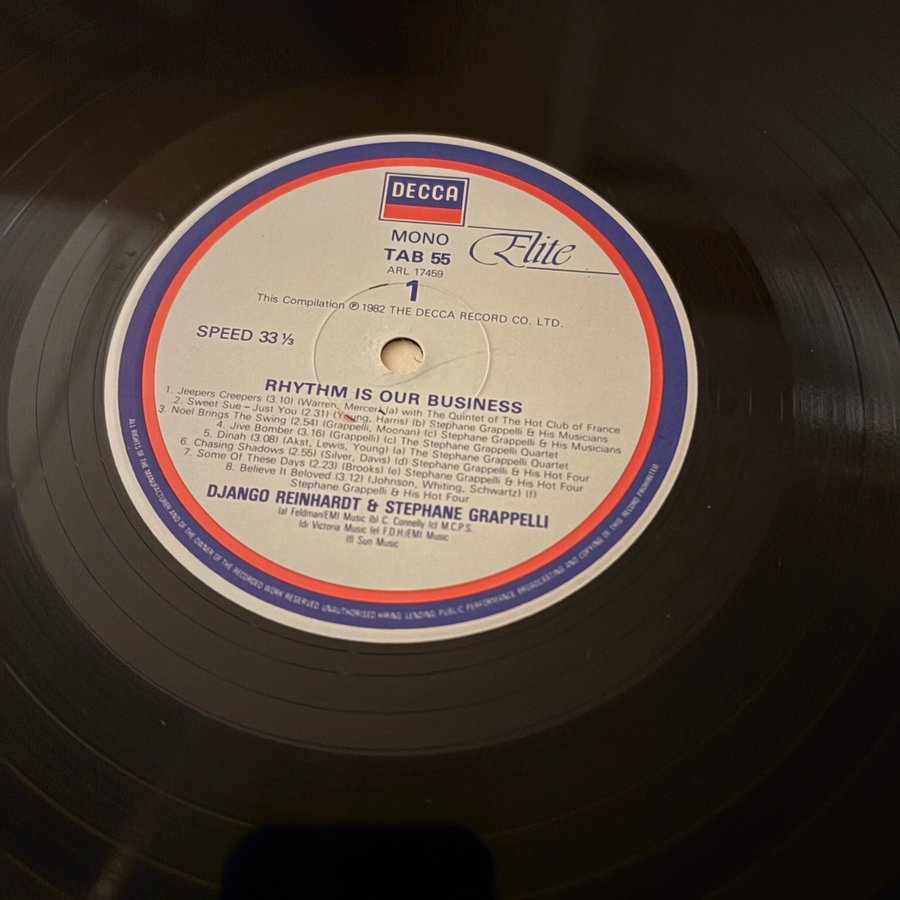 DECCA
Elite
MONO
TAB 55
ARL 17459
1
This Compilation ℗ 1982 THE DECCA RECORD CO. LTD.
SPEED 33⅓
RHYTHM IS OUR BUSINESS
1. Jeepers Creepers (3.10) (Warren, Mercer) (a) with The Quintet of The Hot Club of France
2. Sweet Sue – Just You (2.31) (Young, Harris) (b) Stephane Grappelli & His Musicians
3. Noel Brings The Swing (2.54) (Grappelli, Moonan) (c) Stephane Grappelli & His Musicians
4. Jive Bomber (3.16) (Grappelli) (c) The Stephane Grappelli Quartet
5. Dinah (3.08) (Akst, Lewis, Young) (a) The Stephane Grappelli Quartet
6. Chasing Shadows (2.55) (Silver, Davis) (d) Stephane Grappelli & His Hot Four
7. Some Of These Days (2.23) (Brooks) (e) Stephane Grappelli & His Hot Four
8. Believe It Beloved (3.12) (Johnson, Whiting, Schwartz) (f)
Stephane Grappelli & His Hot Four
DJANGO REINHARDT & STEPHANE GRAPPELLI
(a) Feldman/EMI Music (b) C. Connelly (c) M.C.P.S.
(d) Victoria Music (e) F.D.H./EMI Music
(f) Sun Music
ALL RIGHTS OF THE MANUFACTURER AND OF THE OWNER OF THE RECORDED WORK RESERVED UNAUTHORISED HIRING LENDING PUBLIC PERFORMANCE BROADCASTING AND COPYING OF THIS RECORD PROHIBITED